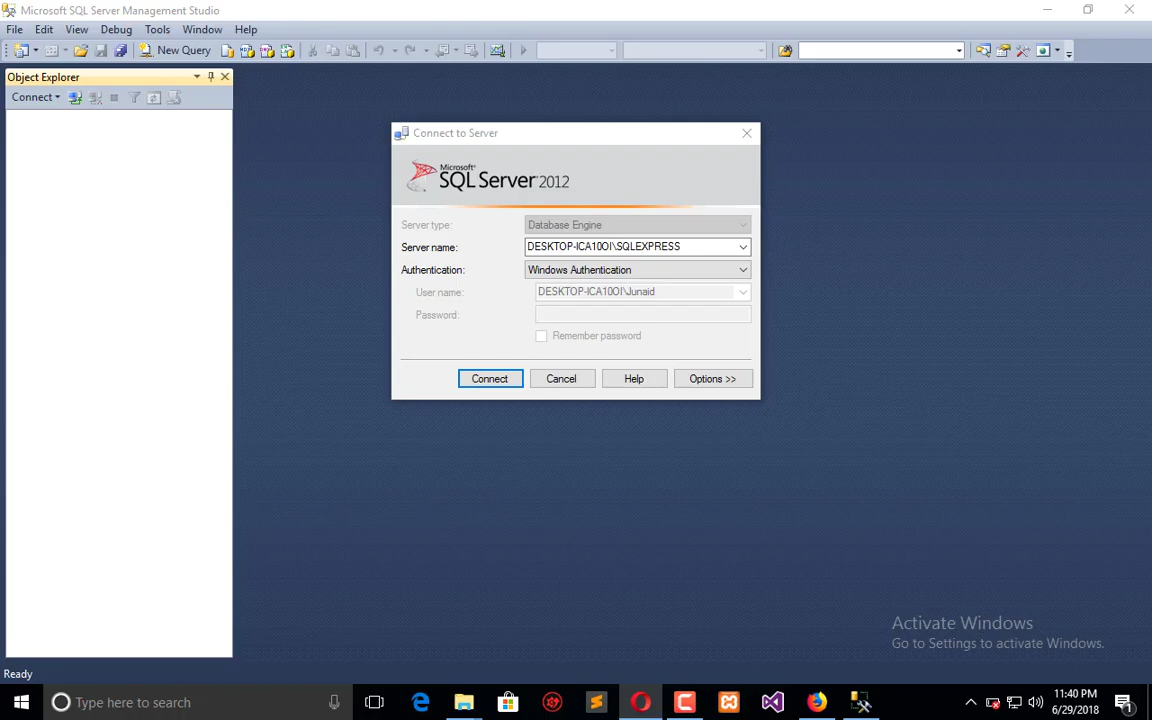 Microsoft SQL Server Management Studio
File Edit View Debug Tools Window Help
New Query
Object Explorer
Connect
Connect to Server
Microsoft
SQL Server 2012
Server type: Database Engine
Server name: DESKTOP-ICA10OI\SQLEXPRESS
Authentication: Windows Authentication
User name: DESKTOP-ICA10OI\Junaid
Password:
Remember password
Connect Cancel Help Options >>
Activate Windows
Go to Settings to activate Windows.
Ready
Type here to search
11:40 PM
6/29/2018
1